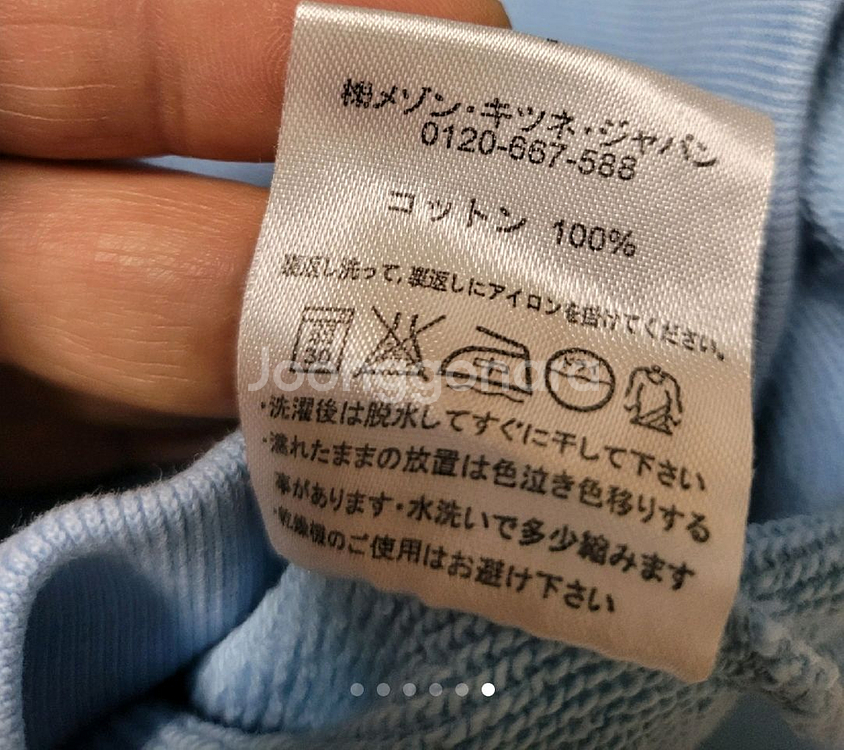 ㈱メゾン・キツネ・ジャパン
0120-667-588
コットン 100%
裏返し洗って、裏返しにアイロンを掛けてください。
30
ドライ
Joonggonara
・洗濯後は脱水してすぐに干して下さい
・濡れたままの放置は色泣き色移りする
事があります・水洗いで多少縮みます
・乾燥機のご使用はお避け下さい